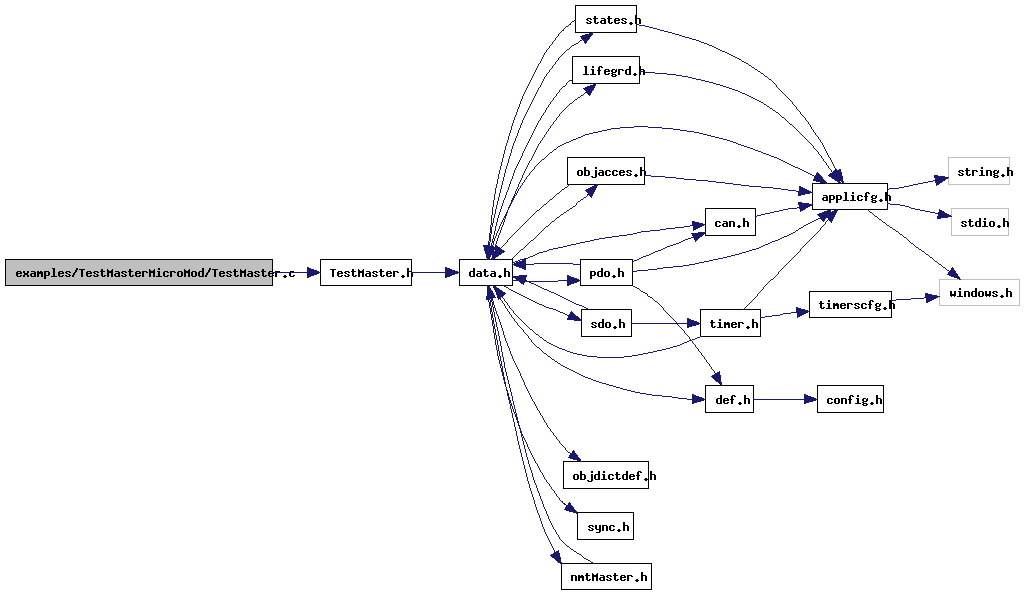 states.h
lifegrd.h
objacces.h
string.h
applicfg.h
can.h
stdio.h
examples/TestMasterMicroMod/TestMaster.c
TestMaster.h
data.h
pdo.h
windows.h
timerscfg.h
sdo.h
timer.h
def.h
config.h
objdictdef.h
sync.h
nmtMaster.h